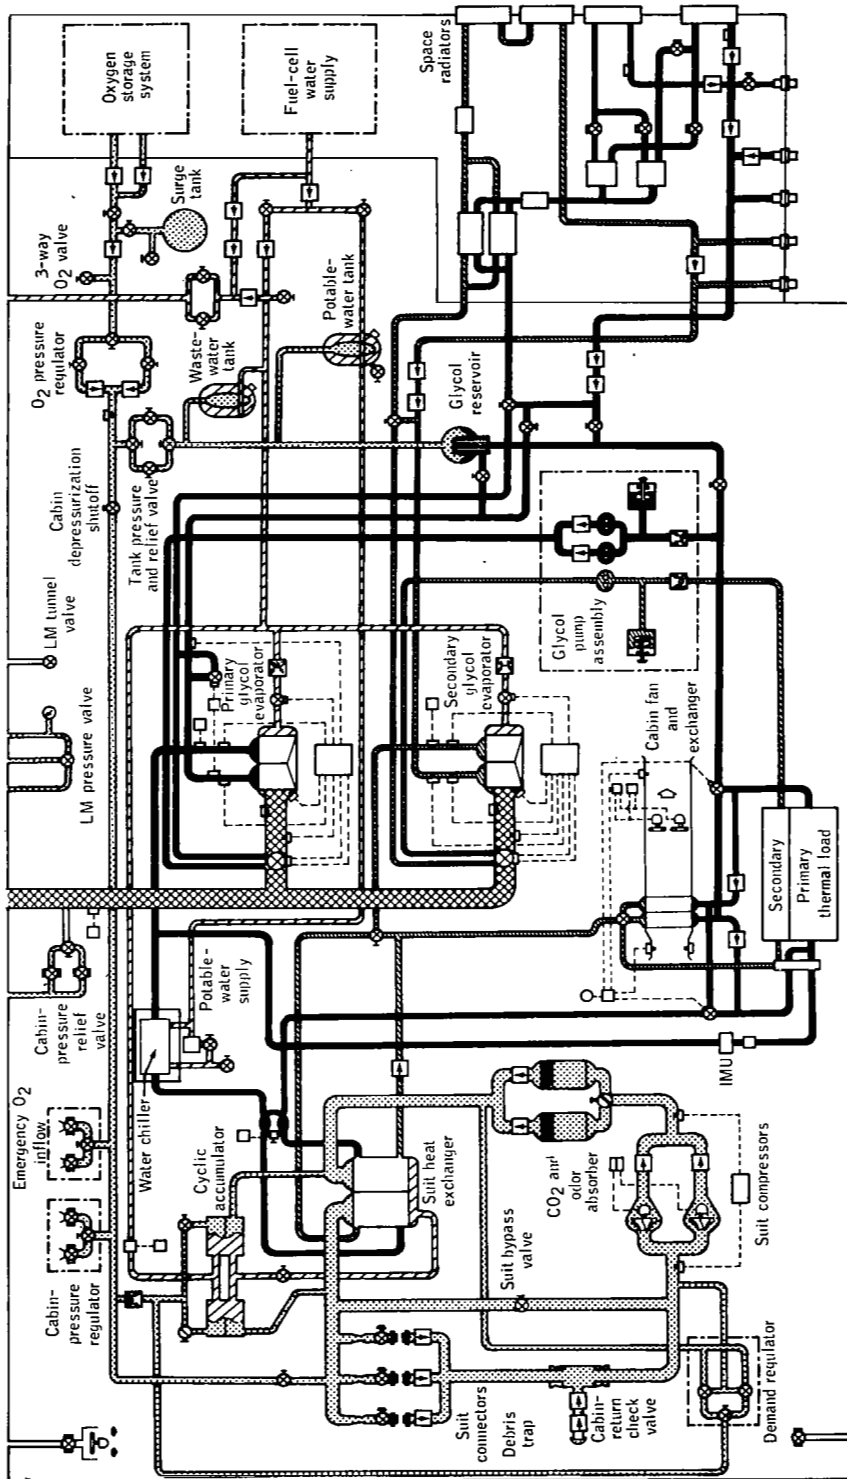 Oxygen
storage
system
Fuel-cell
water
supply
Space
radiators
3-way
O2 valve
Surge
tank
O2 pressure
regulator
Waste-
water
tank
Potable-
water tank
Glycol
reservoir
Cabin
depressurization
shutoff
Tank pressure
and relief valve
LM tunnel
valve
LM pressure valve
Primary
glycol
evaporator
Secondary
glycol
evaporator
Glycol
pump
assembly
Cabin fan
and
exchanger
Secondary
Primary
thermal load
Cabin-
pressure
relief
valve
Potable-
water
supply
IMU
Emergency O2
inflow
Water chiller
Cyclic
accumulator
Suit heat
exchanger
CO2 and
odor
absorber
Suit compressors
Cabin-
pressure
regulator
Suit bypass
valve
Suit
connectors
Debris
trap
Cabin-
return
check
valve
Demand regulator